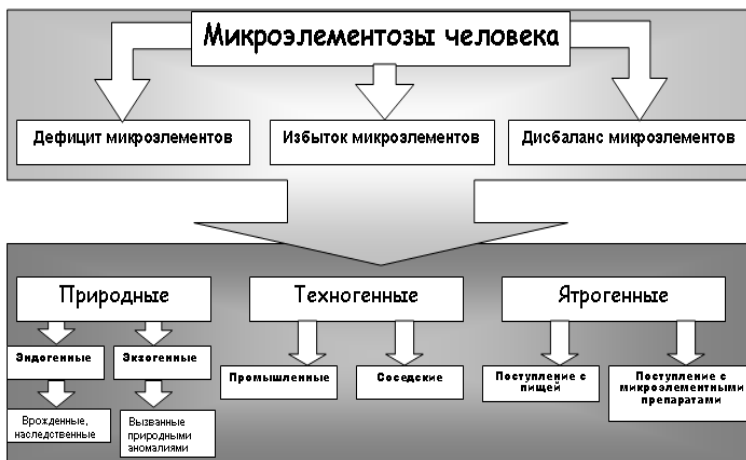 Микроэлементозы человека
Дефицит микроэлементов
Избыток микроэлементов
Дисбаланс микроэлементов
Природные
Техногенные
Ятрогенные
Эндогенные
Экзогенные
Промышленные
Соседские
Поступление с
пищей
Поступление с
микроэлементными
препаратами
Врожденные,
наследственные
Вызванные
природными
аномалиями